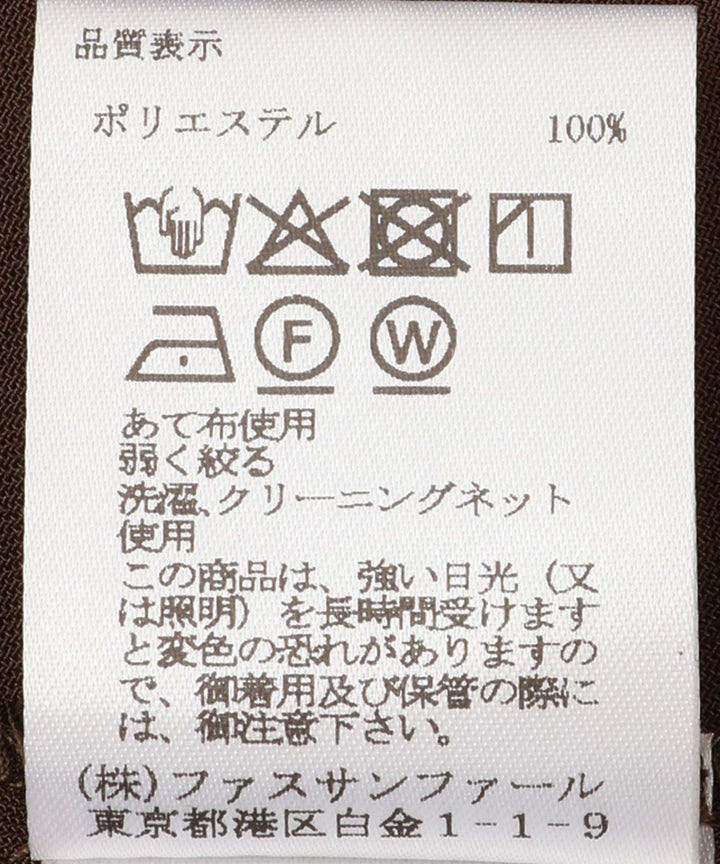 品質表示
ポリエステル 100%
F W
あて布使用
弱く絞る
洗濯、クリーニングネット
使用
この商品は、強い日光（又
は照明）を長時間受けます
と変色の恐れがありますの
で、御着用及び保管の際に
は、御注意下さい。
(株)ファスサンファール
東京都港区白金1-1-9